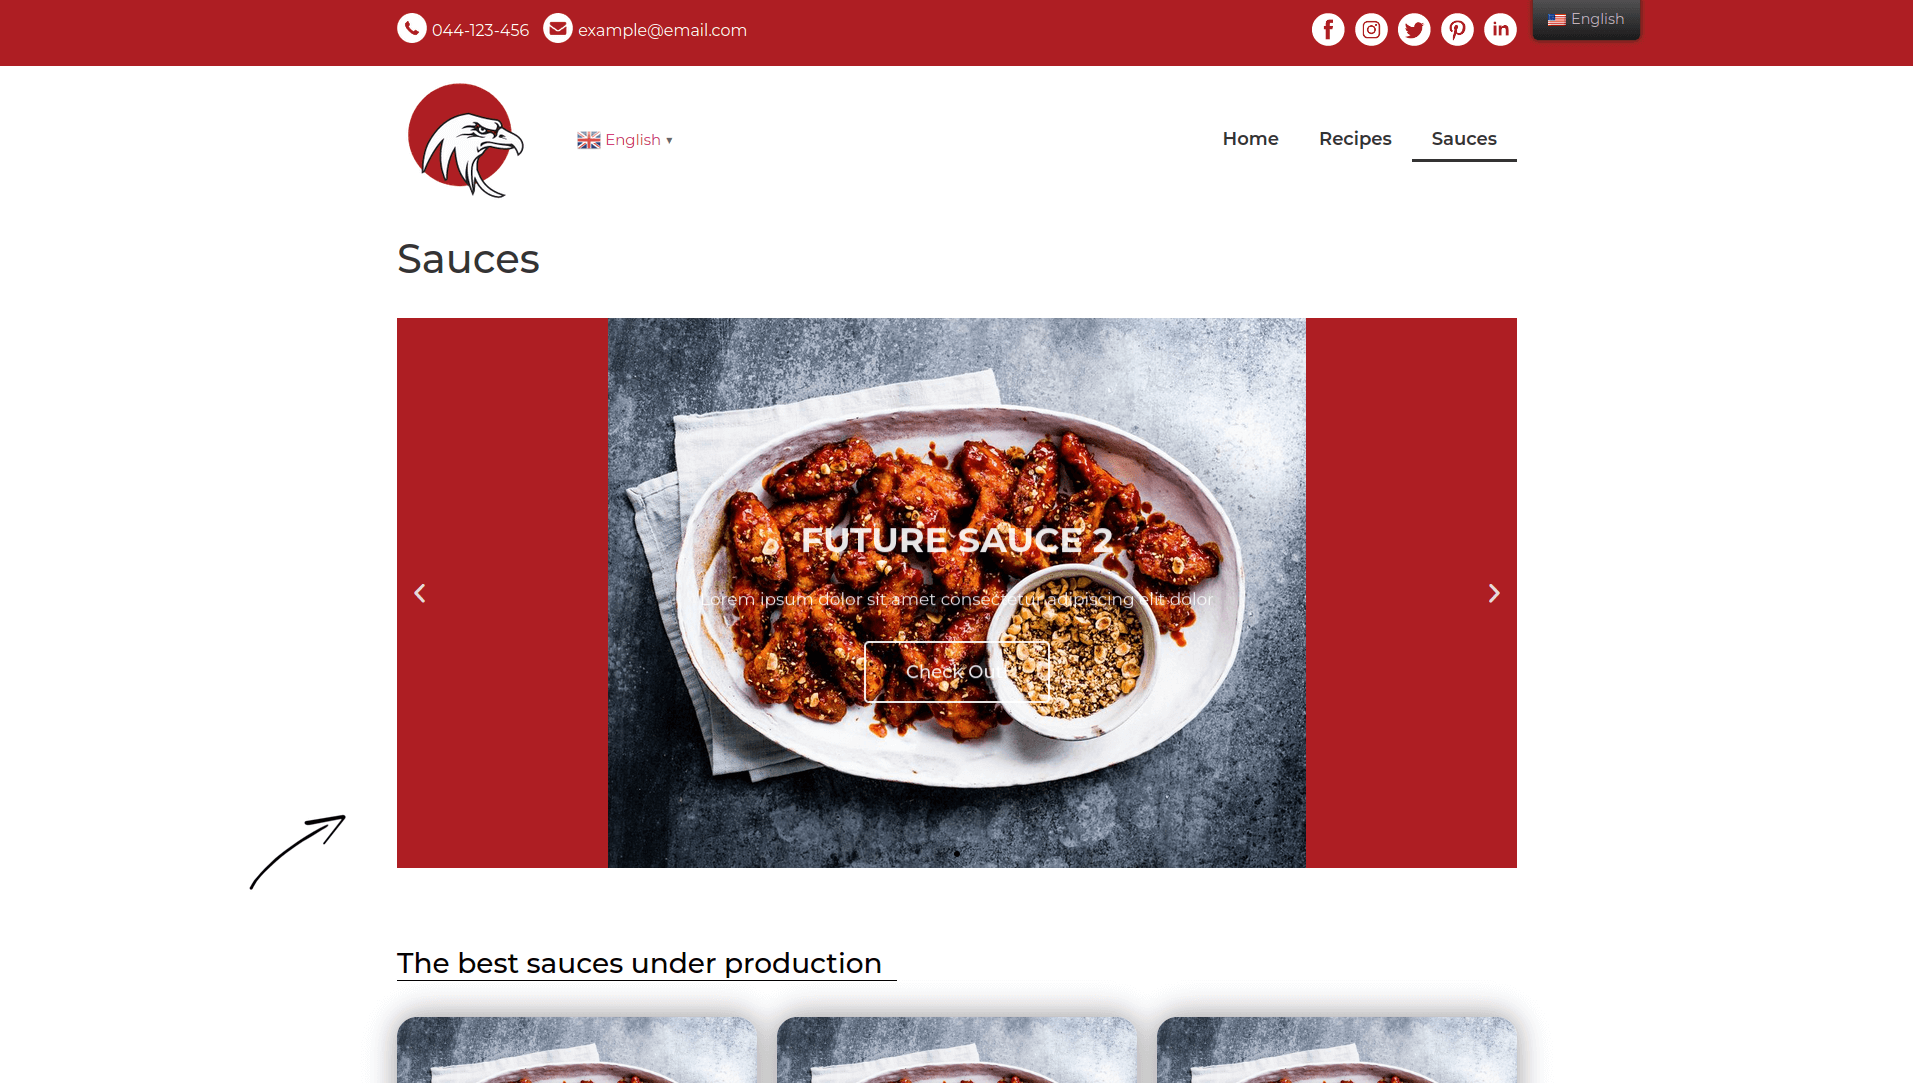 044-123-456 example@email.com
English
English ▾
Home Recipes Sauces
Sauces
FUTURE SAUCE 2
Lorem ipsum dolor sit amet consectetur adipiscing elit dolor
Check Out
The best sauces under production